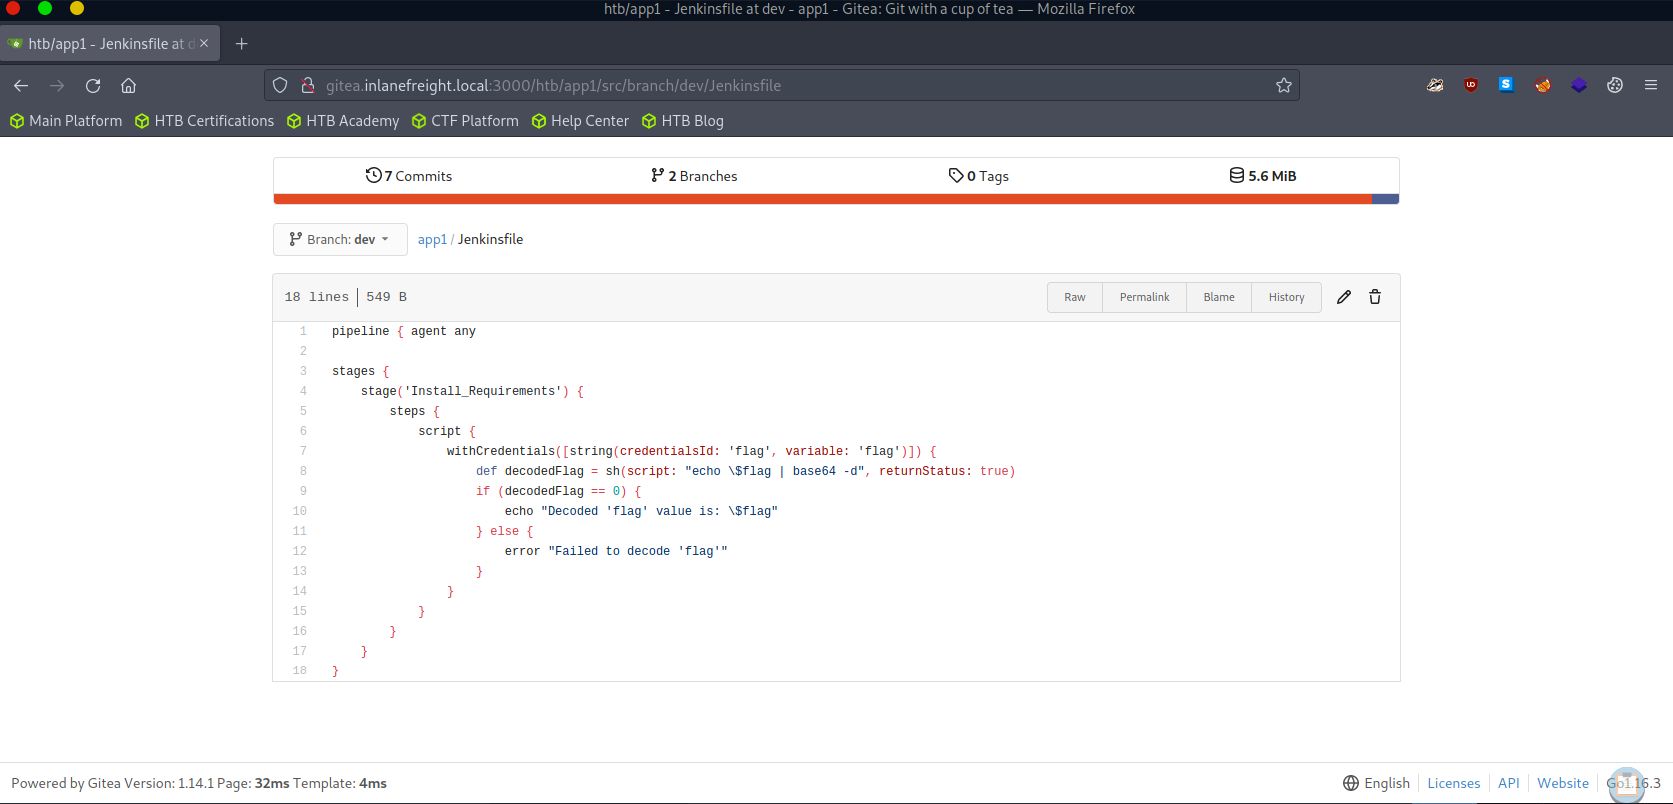 htb/app1 - Jenkinsfile at dev - app1 - Gitea: Git with a cup of tea — Mozilla Firefox
htb/app1 - Jenkinsfile at d
gitea.inlanefreight.local:3000/htb/app1/src/branch/dev/Jenkinsfile
Main Platform HTB Certifications HTB Academy CTF Platform Help Center HTB Blog
7 Commits 2 Branches 0 Tags 5.6 MiB
Branch: dev app1 / Jenkinsfile
18 lines 549 B Raw Permalink Blame History
1 pipeline { agent any
2
3 stages {
4 stage('Install_Requirements') {
5 steps {
6 script {
7 withCredentials([string(credentialsId: 'flag', variable: 'flag')]) {
8 def decodedFlag = sh(script: "echo \$flag | base64 -d", returnStatus: true)
9 if (decodedFlag == 0) {
10 echo "Decoded 'flag' value is: \$flag"
11 } else {
12 error "Failed to decode 'flag'"
13 }
14 }
15 }
16 }
17 }
18 }
Powered by Gitea Version: 1.14.1 Page: 32ms Template: 4ms English Licenses API Website Go1.16.3